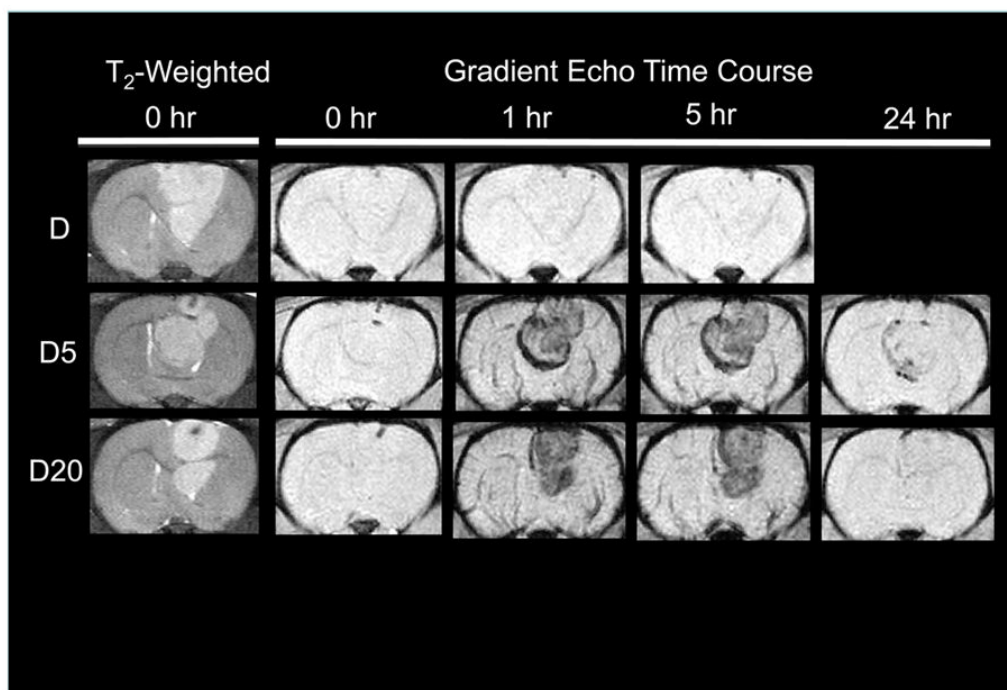 T₂-Weighted Gradient Echo Time Course
0 hr 0 hr 1 hr 5 hr 24 hr
D
D5
D20